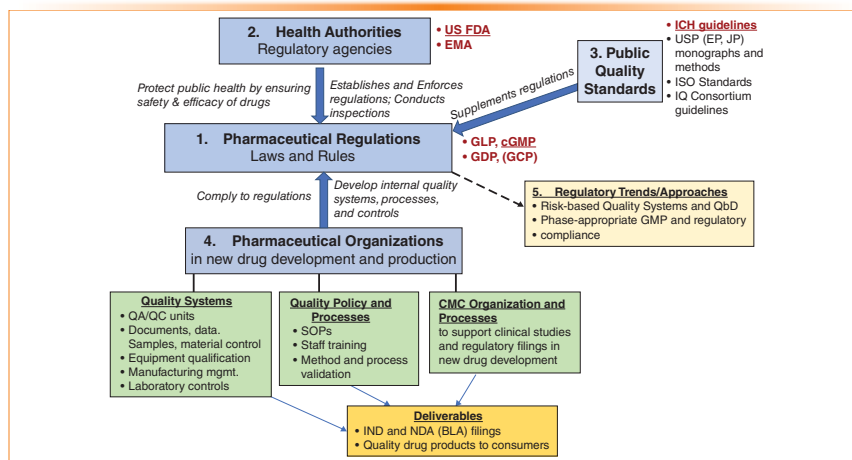 2. Health Authorities
Regulatory agencies
• US FDA
• EMA
3. Public
Quality
Standards
• ICH guidelines
• USP (EP, JP)
monographs and
methods
• ISO Standards
• IQ Consortium
guidelines
Protect public health by ensuring
safety & efficacy of drugs
Establishes and Enforces
regulations; Conducts
inspections
Supplements regulations
1. Pharmaceutical Regulations
Laws and Rules
• GLP, cGMP
• GDP, (GCP)
Comply to regulations
Develop internal quality
systems, processes,
and controls
5. Regulatory Trends/Approaches
• Risk-based Quality Systems and QbD
• Phase-appropriate GMP and regulatory
• compliance
4. Pharmaceutical Organizations
in new drug development and production
Quality Systems
• QA/QC units
• Documents, data.
Samples, material control
• Equipment qualification
• Manufacturing mgmt.
• Laboratory controls
Quality Policy and
Processes
• SOPs
• Staff training
• Method and process
validation
CMC Organization and
Processes
to support clinical studies
and regulatory filings in
new drug development
Deliverables
• IND and NDA (BLA) filings
• Quality drug products to consumers